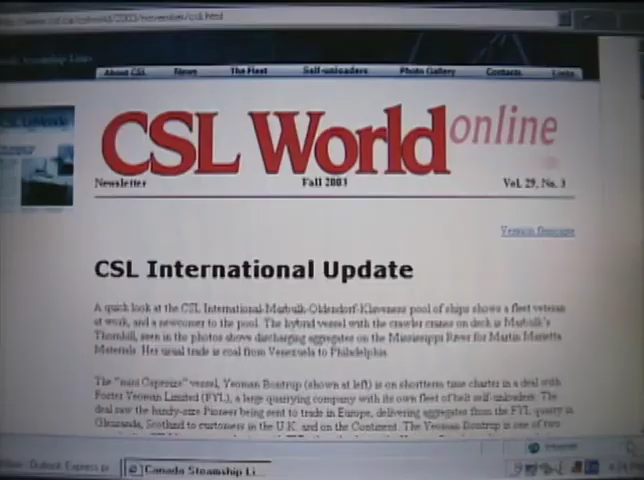 About CSL News The Fleet Self-unloaders Photo Gallery Contacts Links
CSL World online
Newsletter Fall 2003 Vol. 29, No. 3
Version française
CSL International Update
A quick look at the CSL International-Marbulk-Oldendorf-Klaveness pool of ships shows a fleet veteran
at work, and a newcomer to the pool. The hybrid vessel with the crawler cranes on deck is Marbulk's
Thornhill, seen in the photos above discharging aggregates on the Mississippi River for Martin Marietta
Materials. Her usual trade is coal from Venezuela to Philadelphia.
The "mini Capesize" vessel, Yeoman Bontrup (shown at left) is on shortterm time charter in a deal with
Foster Yeoman Limited (FYL), a large quarrying company with its own fleet of belt self-unloaders. The
deal saw the handy-size Pioneer being sent to trade in Europe, delivering aggregates from the FYL quarry in
Glensanda, Scotland to customers in the U.K. and on the Continent. The Yeoman Bontrup is one of two
Internet
Outlook Express Canada Steamship Li...